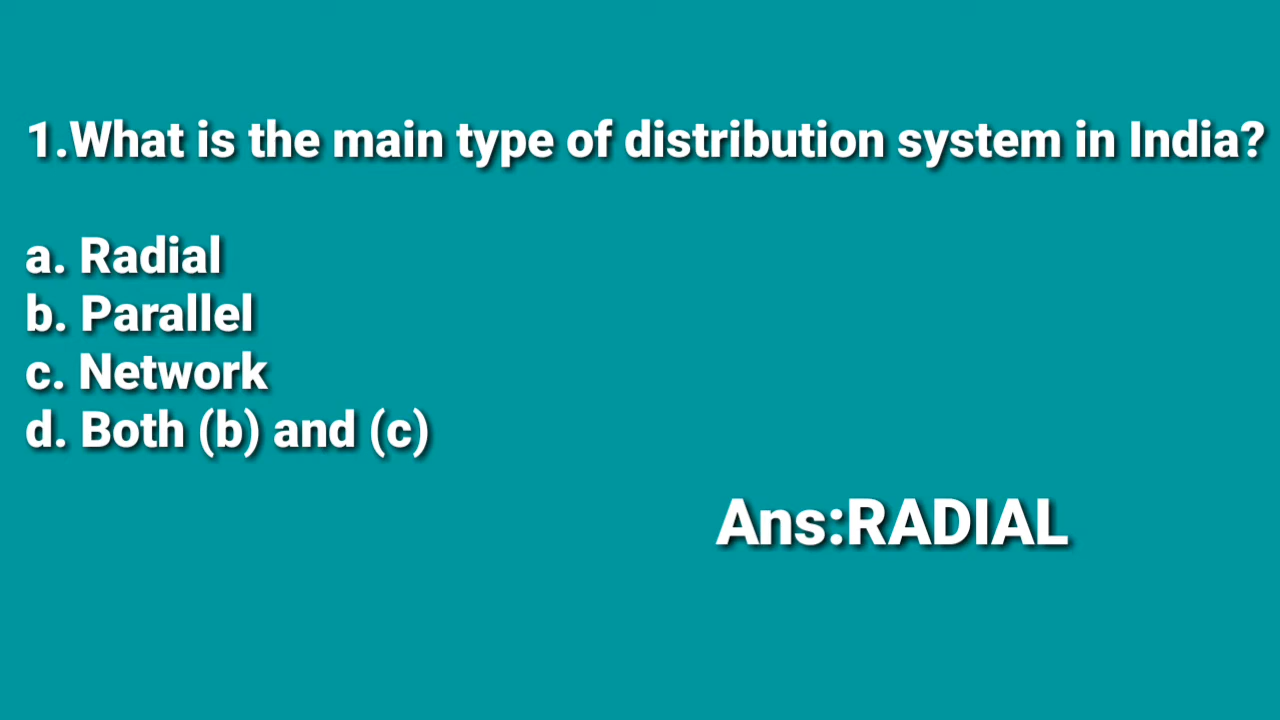 1.What is the main type of distribution system in India?
a. Radial
b. Parallel
c. Network
d. Both (b) and (c)
Ans:RADIAL